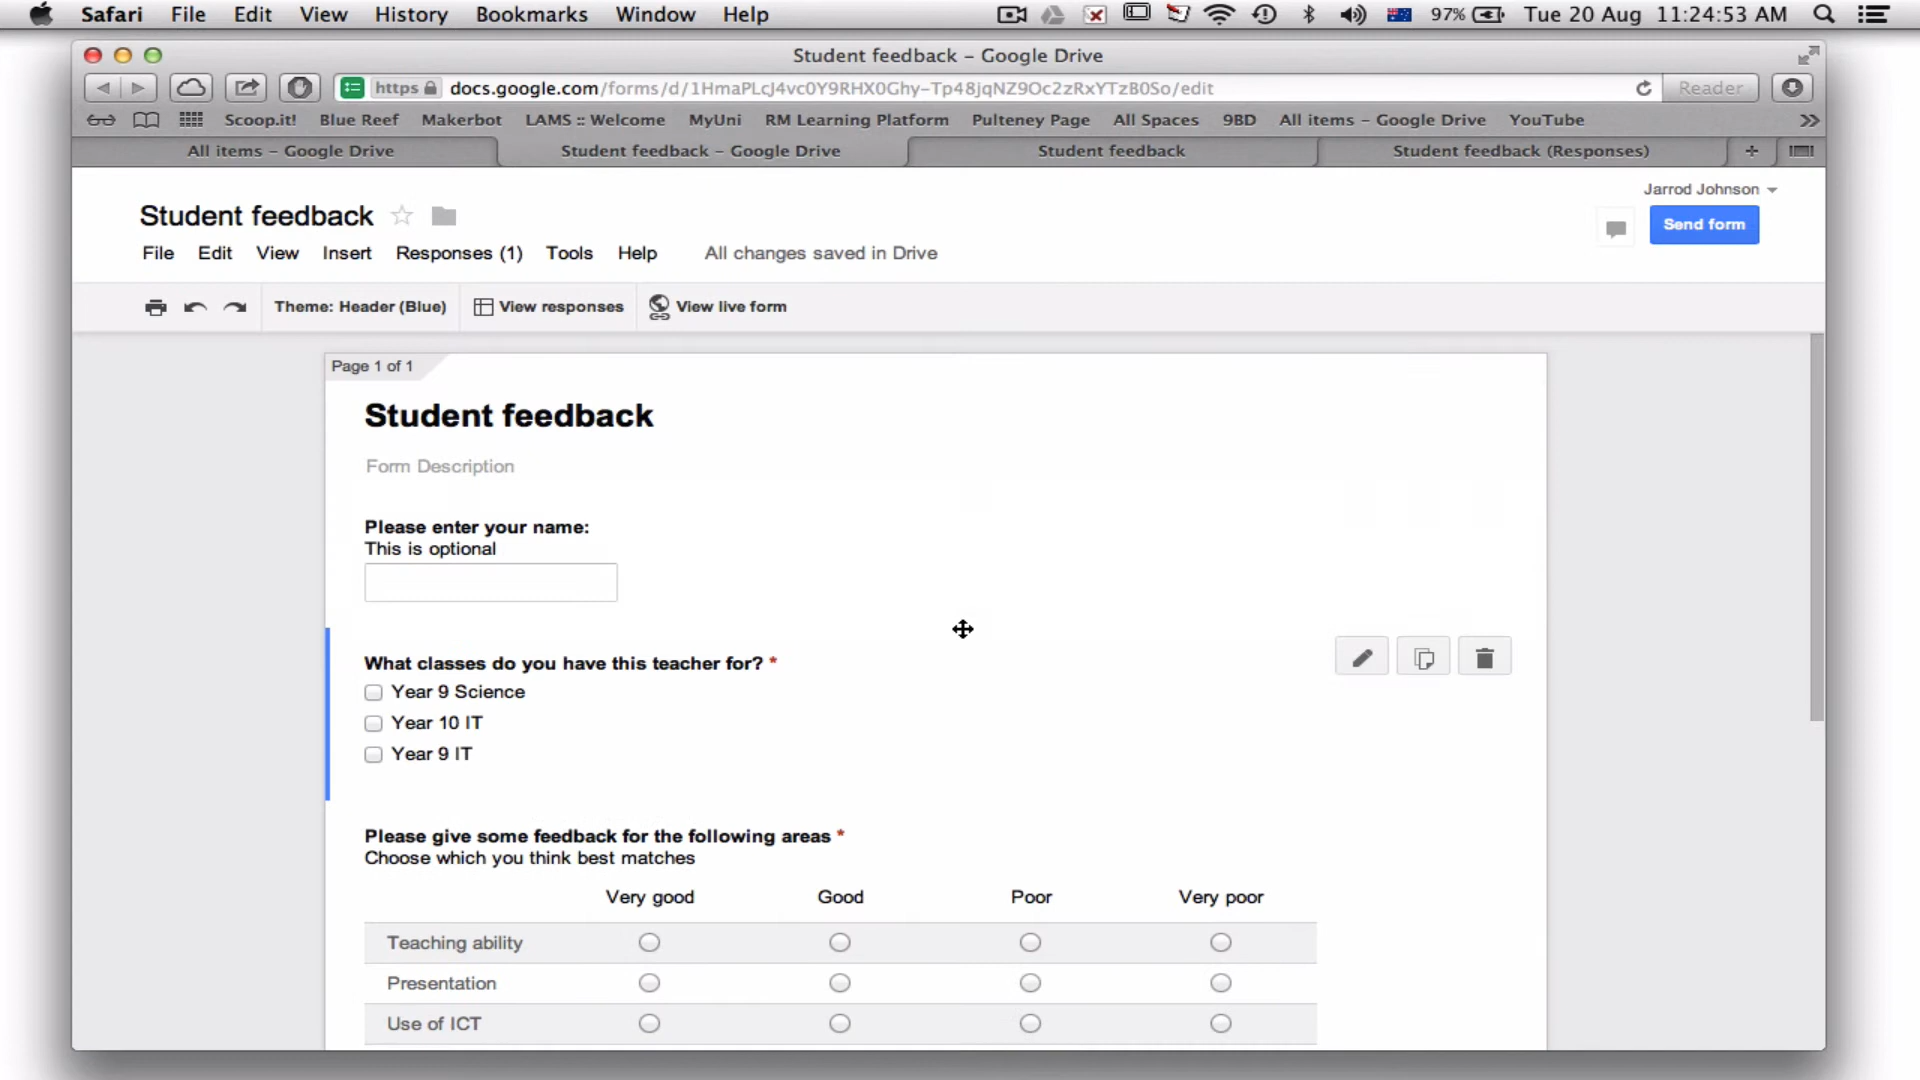 Safari File Edit View History Bookmarks Window Help 97% Tue 20 Aug 11:24:53 AM
Student feedback – Google Drive
https docs.google.com/forms/d/1HmaPLcJ4vc0Y9RHX0Ghy-Tp48jqNZ9Oc2zRxYTzB0So/edit Reader
Scoop.it! Blue Reef Makerbot LAMS :: Welcome MyUni RM Learning Platform Pulteney Page All Spaces 9BD All items – Google Drive YouTube
All items – Google Drive Student feedback – Google Drive Student feedback Student feedback (Responses)
Jarrod Johnson
Student feedback
Send form
File Edit View Insert Responses (1) Tools Help All changes saved in Drive
Theme: Header (Blue) View responses View live form
Page 1 of 1
Student feedback
Form Description
Please enter your name:
This is optional
What classes do you have this teacher for? *
Year 9 Science
Year 10 IT
Year 9 IT
Please give some feedback for the following areas *
Choose which you think best matches
Very good Good Poor Very poor
Teaching ability
Presentation
Use of ICT